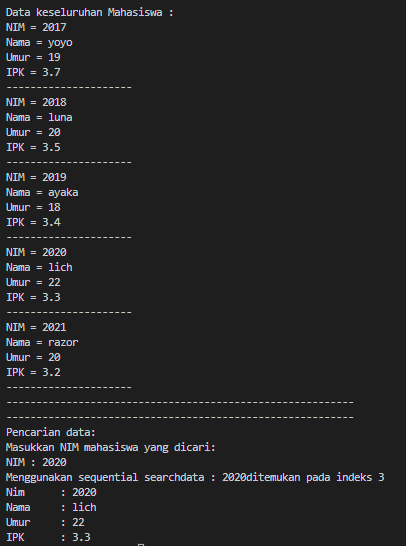 Data keseluruhan Mahasiswa :
NIM = 2017
Nama = yoyo
Umur = 19
IPK = 3.7
---------------------
NIM = 2018
Nama = luna
Umur = 20
IPK = 3.5
---------------------
NIM = 2019
Nama = ayaka
Umur = 18
IPK = 3.4
---------------------
NIM = 2020
Nama = lich
Umur = 22
IPK = 3.3
---------------------
NIM = 2021
Nama = razor
Umur = 20
IPK = 3.2
---------------------
----------------------------------------------------------
----------------------------------------------------------
Pencarian data:
Masukkan NIM mahasiswa yang dicari:
NIM : 2020
Menggunakan sequential searchdata : 2020ditemukan pada indeks 3
Nim      : 2020
Nama     : lich
Umur     : 22
IPK      : 3.3